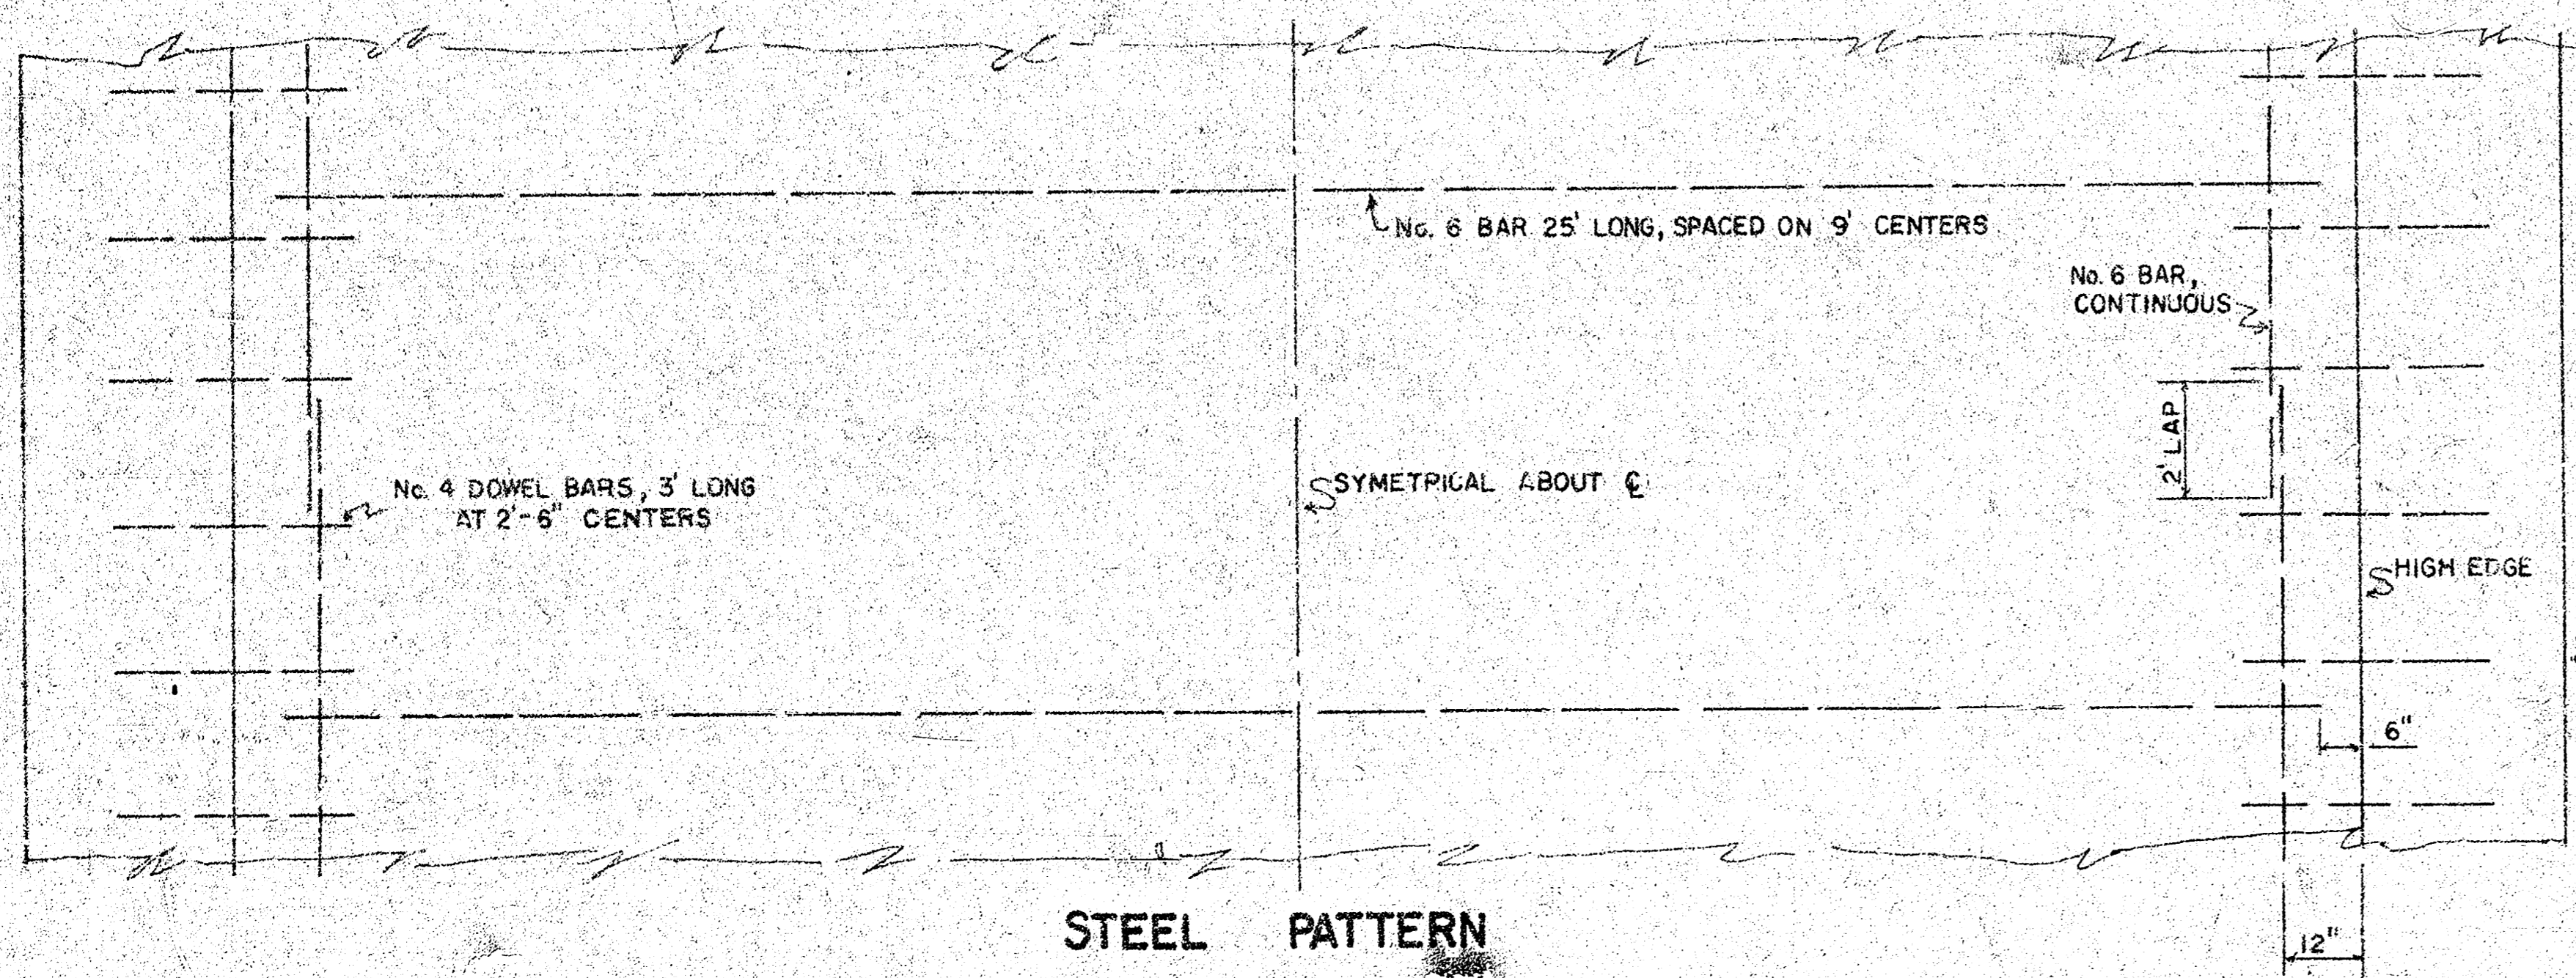 No. 6 BAR 25' LONG, SPACED ON 9' CENTERS
No. 6 BAR,
CONTINUOUS
2' LAP
No. 4 DOWEL BARS, 3' LONG
AT 2'-6" CENTERS
SYMETRICAL ABOUT ℄
HIGH EDGE
6"
STEEL PATTERN
12"